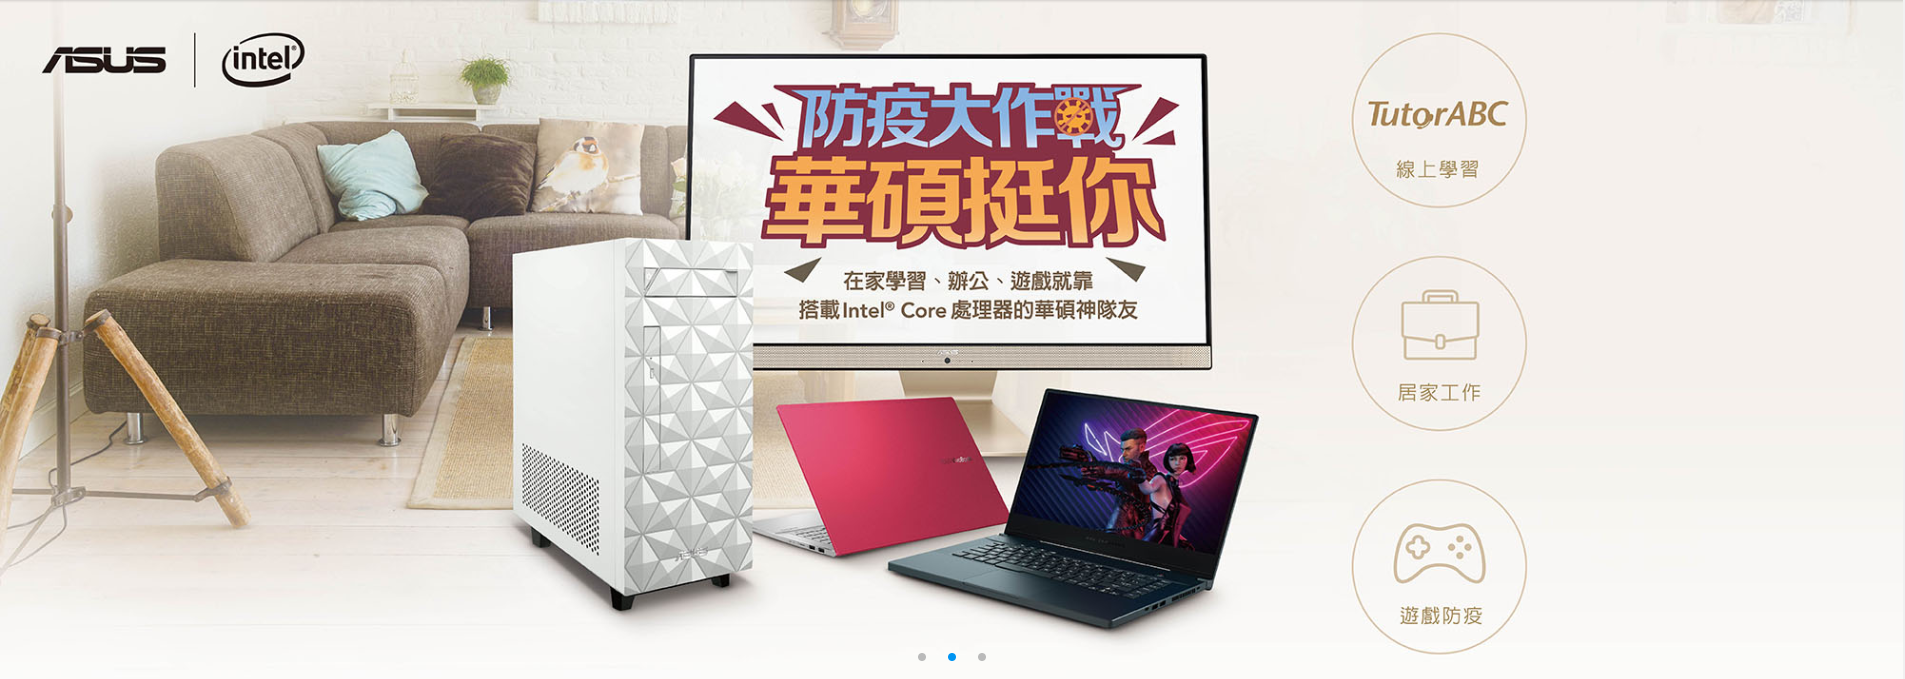 ASUS
intel®
防疫大作戰
華碩挺你
在家學習、辦公、遊戲就靠
搭載Intel® Core 處理器的華碩神隊友
TutorABC
線上學習
居家工作
遊戲防疫
ASUS